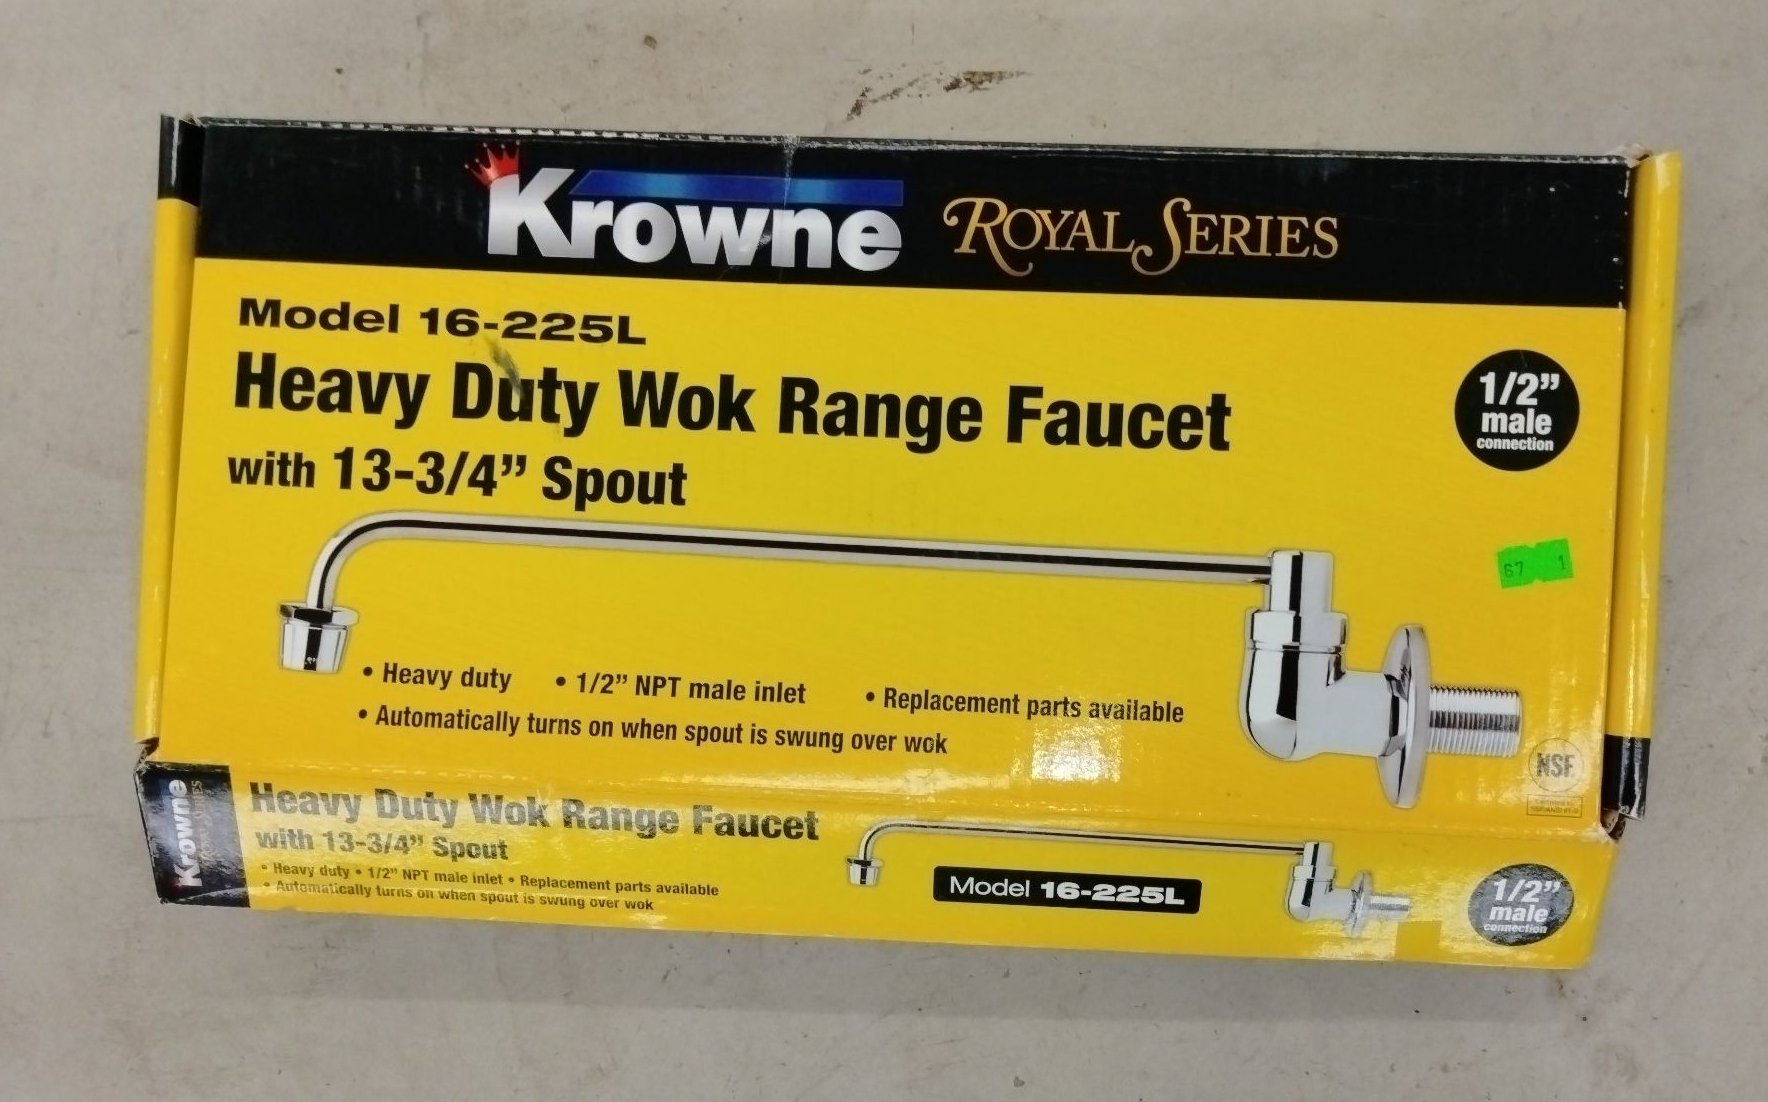 Krowne ROYAL SERIES
Model 16-225L
Heavy Duty Wok Range Faucet
with 13-3/4” Spout
1/2”
male
connection
67 1
• Heavy duty • 1/2” NPT male inlet • Replacement parts available
• Automatically turns on when spout is swung over wok
NSF
Krowne
ROYAL SERIES
Heavy Duty Wok Range Faucet
with 13-3/4” Spout
• Heavy duty • 1/2” NPT male inlet • Replacement parts available
• Automatically turns on when spout is swung over wok
Model 16-225L
1/2”
male
connection